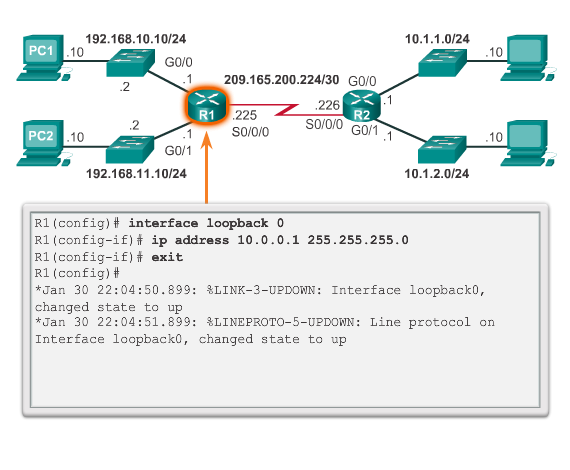 192.168.10.10/24
10.1.1.0/24
PC1
.10
G0/0
.10
.1
.2
209.165.200.224/30
G0/0
.1
R1
.225
.226
R2
S0/0/0
S0/0/0
G0/1
PC2
.10
.2
.1
G0/1
.1
.10
192.168.11.10/24
10.1.2.0/24
R1(config)# interface loopback 0
R1(config-if)# ip address 10.0.0.1 255.255.255.0
R1(config-if)# exit
R1(config)#
*Jan 30 22:04:50.899: %LINK-3-UPDOWN: Interface loopback0,
changed state to up
*Jan 30 22:04:51.899: %LINEPROTO-5-UPDOWN: Line protocol on
Interface loopback0, changed state to up